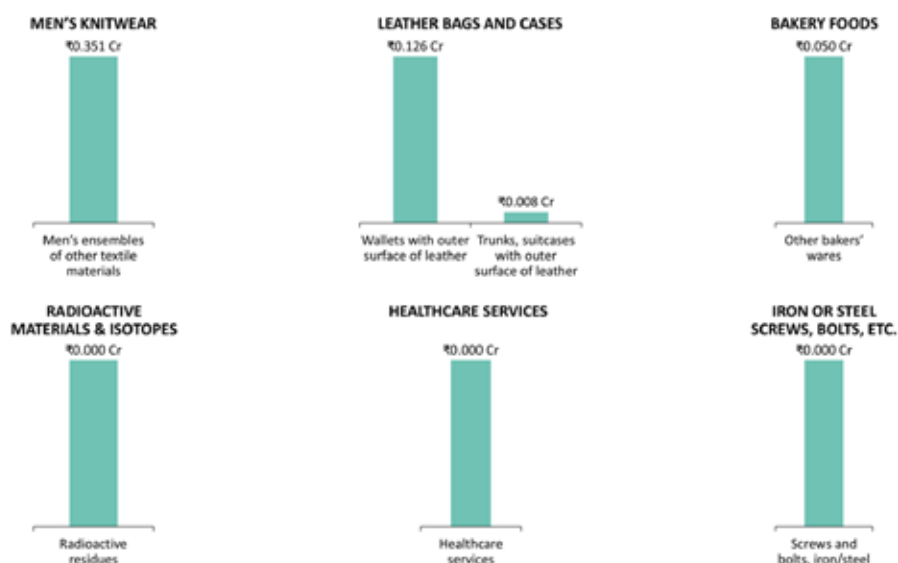 MEN'S KNITWEAR
₹0.351 Cr
Men's ensembles
of other textile
materials
LEATHER BAGS AND CASES
₹0.126 Cr
₹0.008 Cr
Wallets with outer
surface of leather
Trunks, suitcases
with outer
surface of leather
BAKERY FOODS
₹0.050 Cr
Other bakers'
wares
RADIOACTIVE
MATERIALS & ISOTOPES
₹0.000 Cr
Radioactive
residues
HEALTHCARE SERVICES
₹0.000 Cr
Healthcare
services
IRON OR STEEL
SCREWS, BOLTS, ETC.
₹0.000 Cr
Screws and
bolts, iron/steel